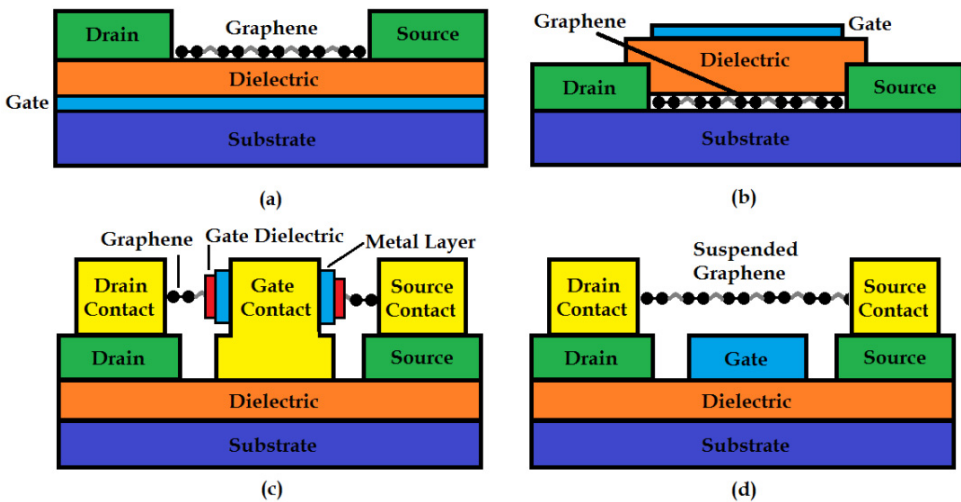 Drain
Graphene
Source
Dielectric
Gate
Substrate
(a)
Graphene
Gate
Dielectric
Drain
Source
Substrate
(b)
Graphene
Gate Dielectric
Metal Layer
Drain
Contact
Gate
Contact
Source
Contact
Drain
Source
Dielectric
Substrate
(c)
Suspended
Graphene
Drain
Contact
Source
Contact
Drain
Gate
Source
Dielectric
Substrate
(d)